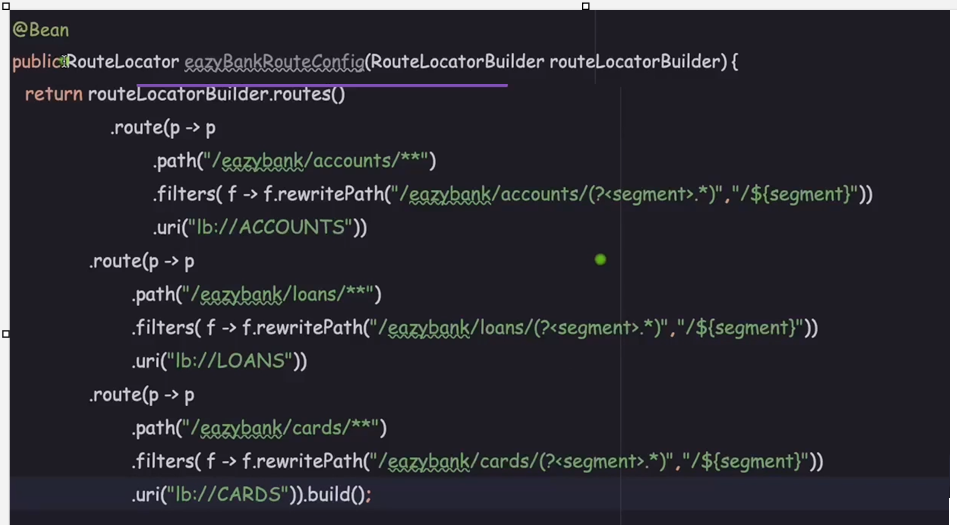 @Bean
public RouteLocator eazyBankRouteConfig(RouteLocatorBuilder routeLocatorBuilder) {
return routeLocatorBuilder.routes()
.route(p -> p
.path("/eazybank/accounts/**")
.filters( f -> f.rewritePath("/eazybank/accounts/(?<segment>.*)","/${segment}"))
.uri("lb://ACCOUNTS"))
.route(p -> p
.path("/eazybank/loans/**")
.filters( f -> f.rewritePath("/eazybank/loans/(?<segment>.*)","/${segment}"))
.uri("lb://LOANS"))
.route(p -> p
.path("/eazybank/cards/**")
.filters( f -> f.rewritePath("/eazybank/cards/(?<segment>.*)","/${segment}"))
.uri("lb://CARDS")).build();